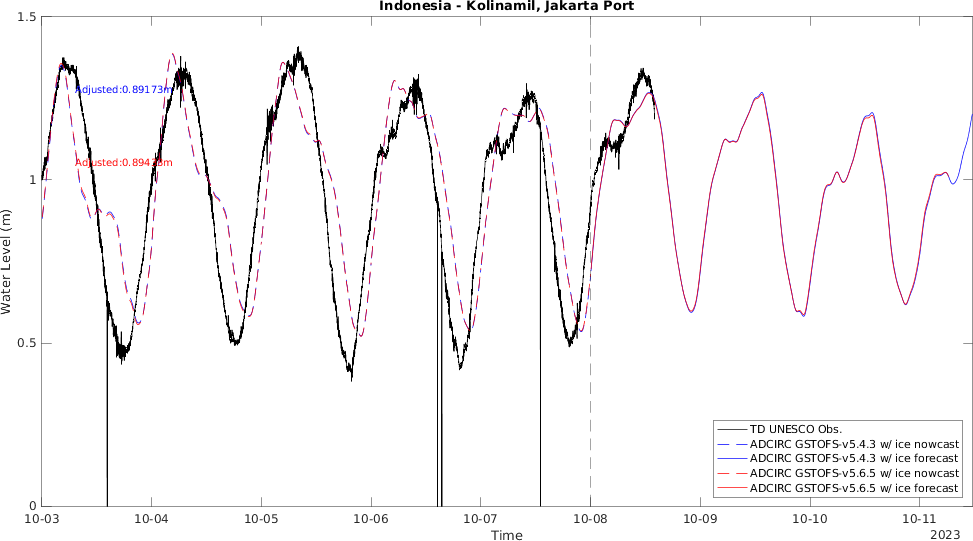 Indonesia - Kolinamil, Jakarta Port
1.5
1
0.5
0
Water Level (m)
Adjusted:0.89173m
TD UNESCO Obs.
ADCIRC GSTOFS-v5.4.3 w/ ice nowcast
ADCIRC GSTOFS-v5.4.3 w/ ice forecast
ADCIRC GSTOFS-v5.6.5 w/ ice nowcast
ADCIRC GSTOFS-v5.6.5 w/ ice forecast
10-03 10-04 10-05 10-06 10-07 10-08 10-09 10-10 10-11
Time
2023